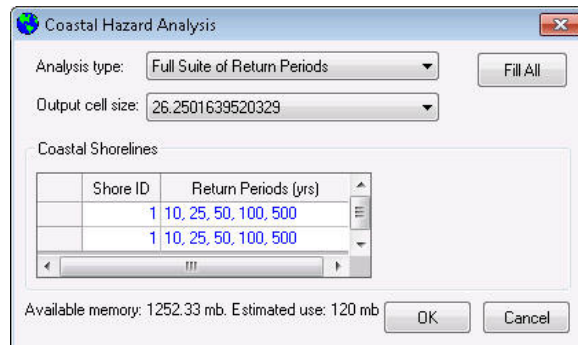 Coastal Hazard Analysis
Analysis type: Full Suite of Return Periods Fill All
Output cell size: 26.2501639520329
Coastal Shorelines
Shore ID Return Periods (yrs)
1 10, 25, 50, 100, 500
1 10, 25, 50, 100, 500
Available memory: 1252.33 mb. Estimated use: 120 mb OK Cancel